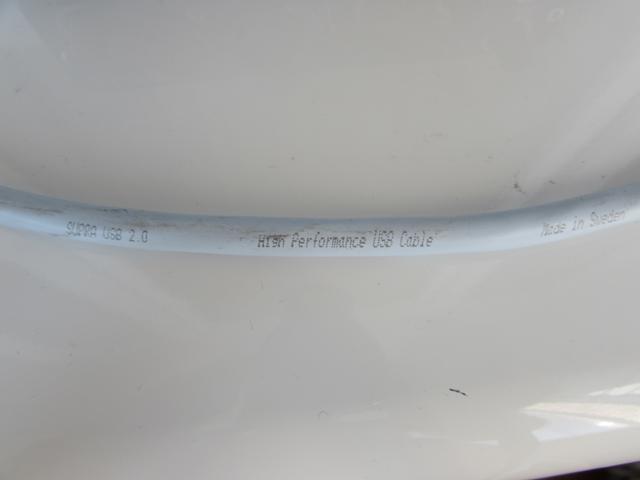 SUPRA USB 2.0 High Performance USB Cable Made in Sweden